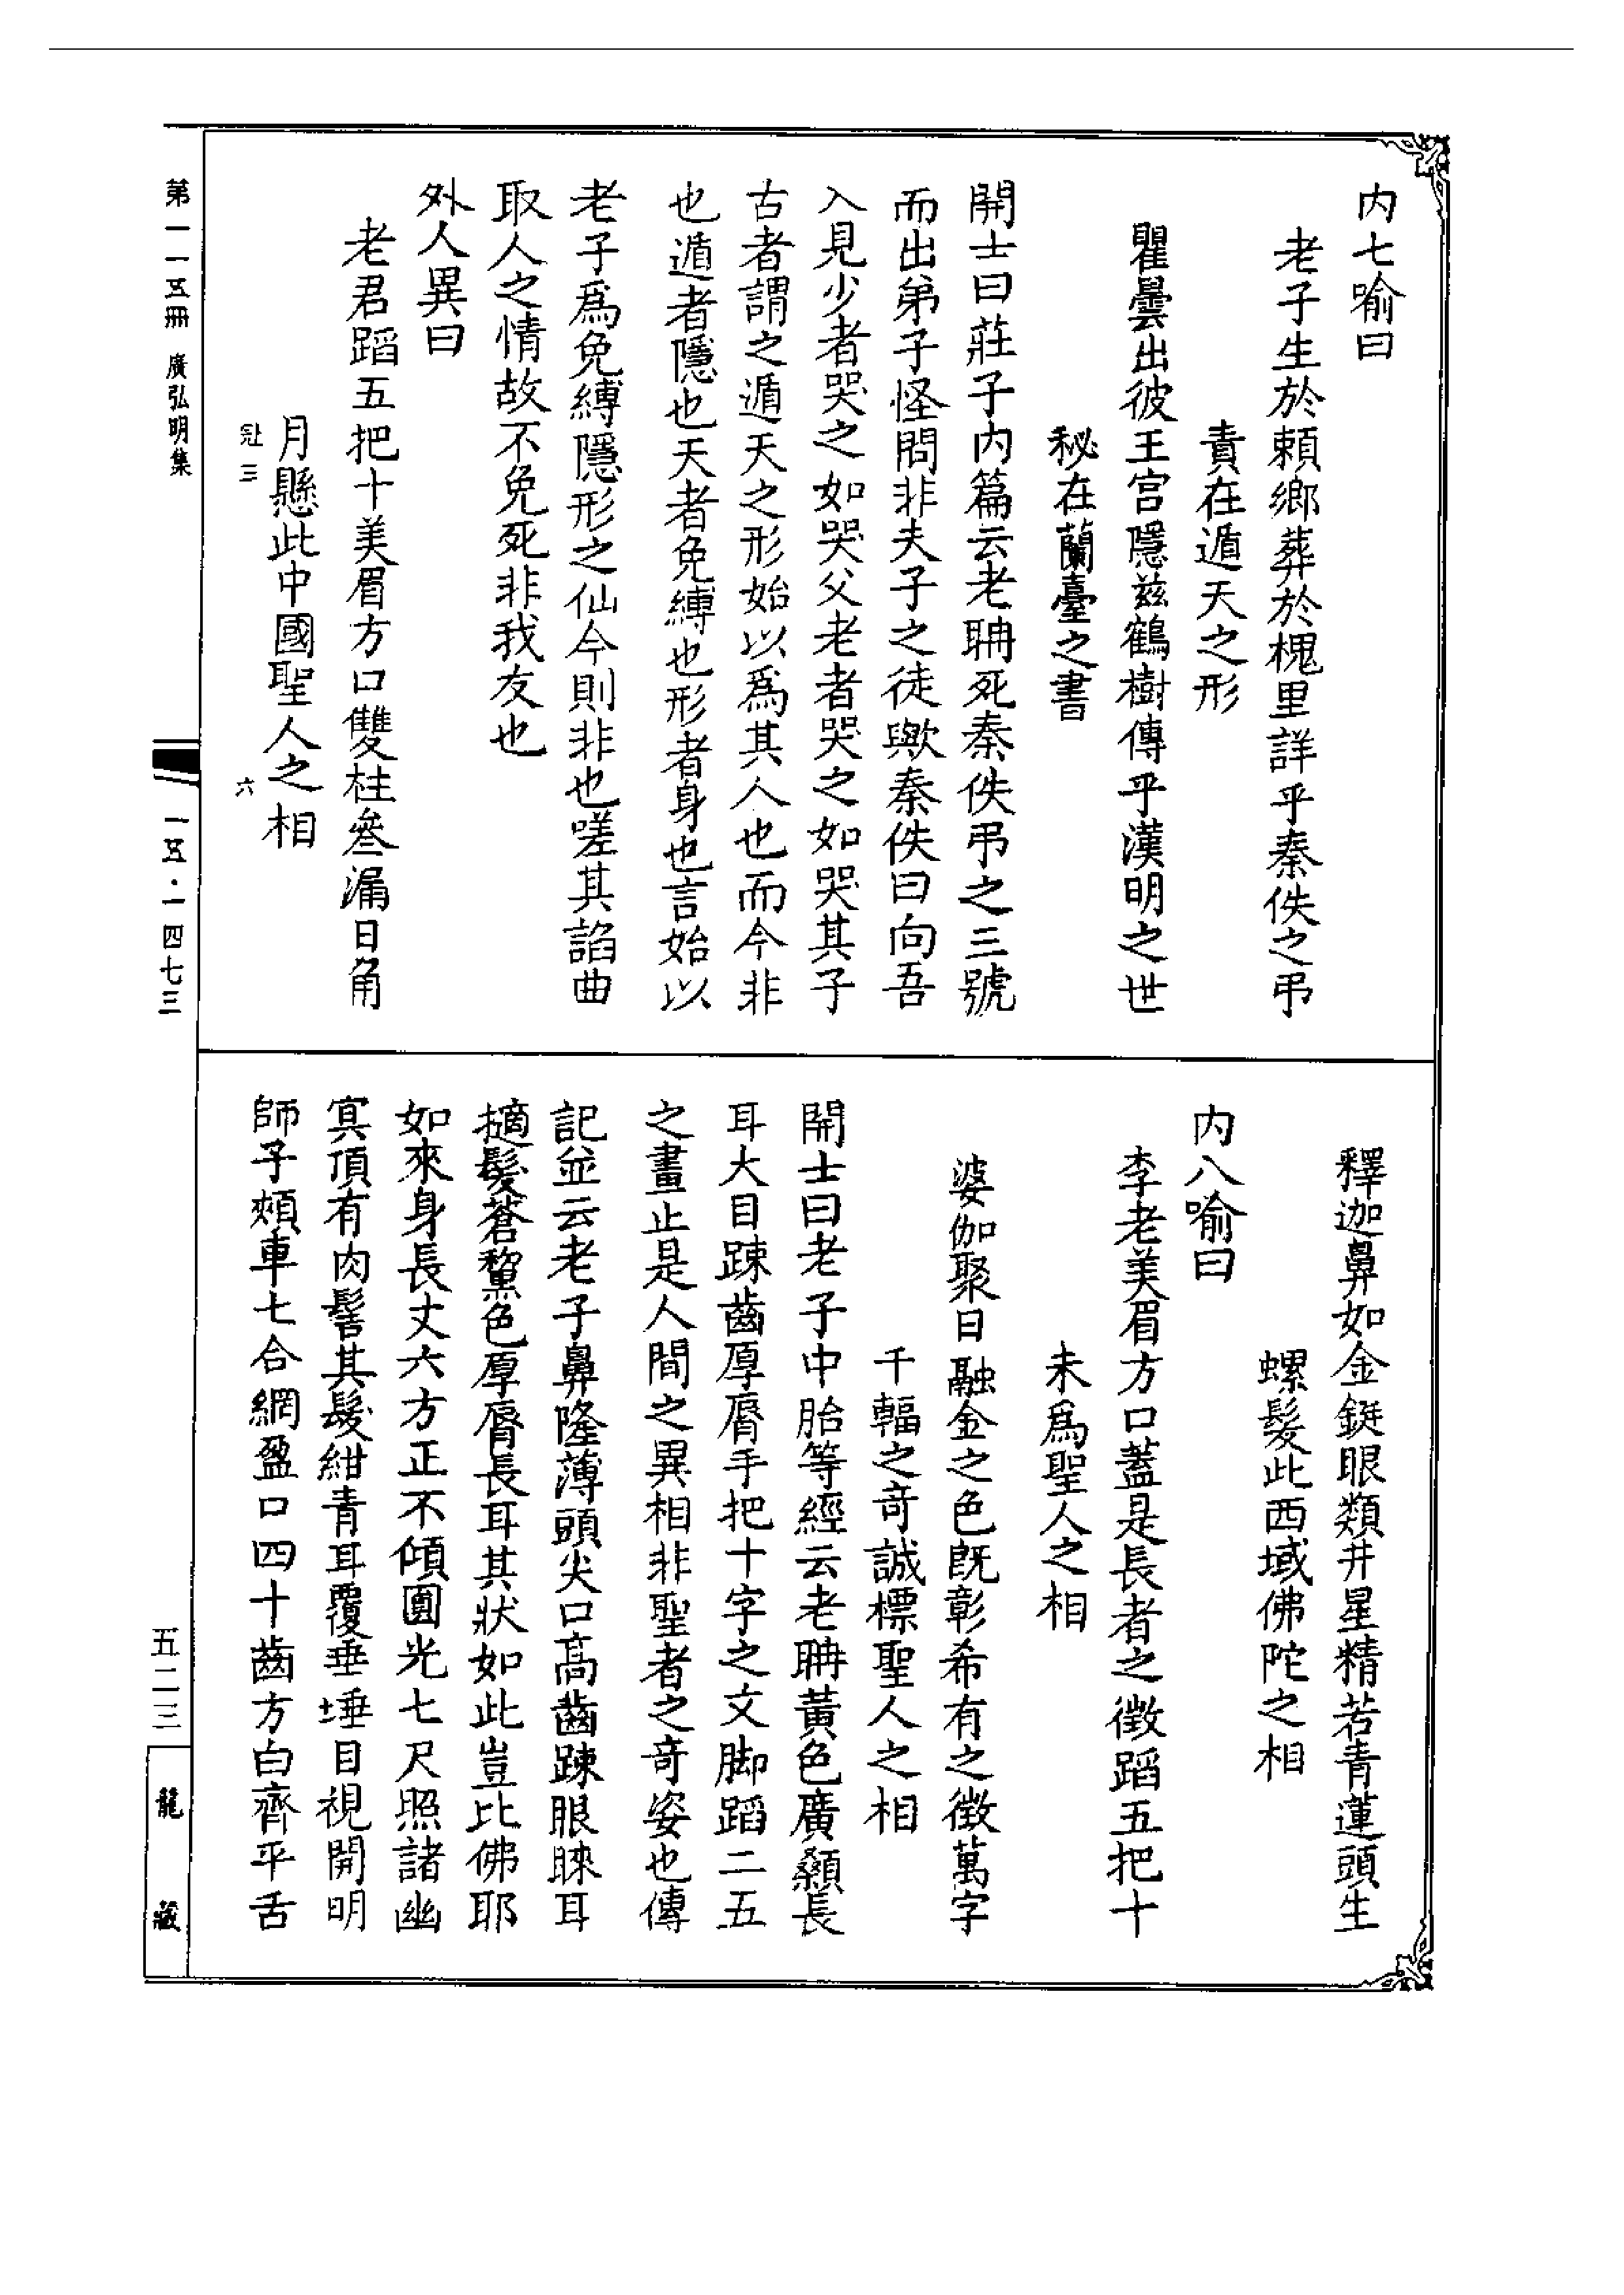 内七喻曰
老子生於頼鄉葬於槐里詳乎秦佚之弔
責在遁天之形
瞿曇出彼王宫隱兹鶴樹傳乎漢明之世
秘在蘭臺之書
開士曰莊子内篇云老聃死秦佚弔之三號
而出弟子怪問非夫子之徒歟秦佚曰向吾
入見少者哭之如哭父老者哭之如哭其子
古者謂之遁天之形始以爲其人也而今非
也遁者隱也天者免縛也形者身也言始以
老子爲免縛隱形之仙今則非也嗟其諂曲
取人之情故不免死非我友也
外人異曰
老君蹈五把十美眉方口雙柱叄漏日角
月懸此中國聖人之相
釋迦鼻如金鋌眼類井星精若青蓮頭生
螺髮此西域佛陀之相
内八喻曰
李老美眉方口蓋是長者之徵蹈五把十
未爲聖人之相
婆伽聚日融金之色既彰希有之徵萬字
千輻之奇誠標聖人之相
開士曰老子中胎等經云老聃黃色廣顙長
耳大目踈齒厚脣手把十字之文脚蹈二五
之畫止是人間之異相非聖者之奇姿也傳
記並云老子鼻隆薄頭尖口高齒踈眼睞耳
擿髮蒼黧色厚脣長耳其狀如此豈比佛耶
如來身長丈六方正不傾圓光七尺照諸幽
冥頂有肉髻其髮紺青耳覆垂埵目視開明
師子頰車七合網盈口四十齒方白齊平舌
第一一五冊 廣弘明集
一五·一四七三
五二三
龍藏
三
六